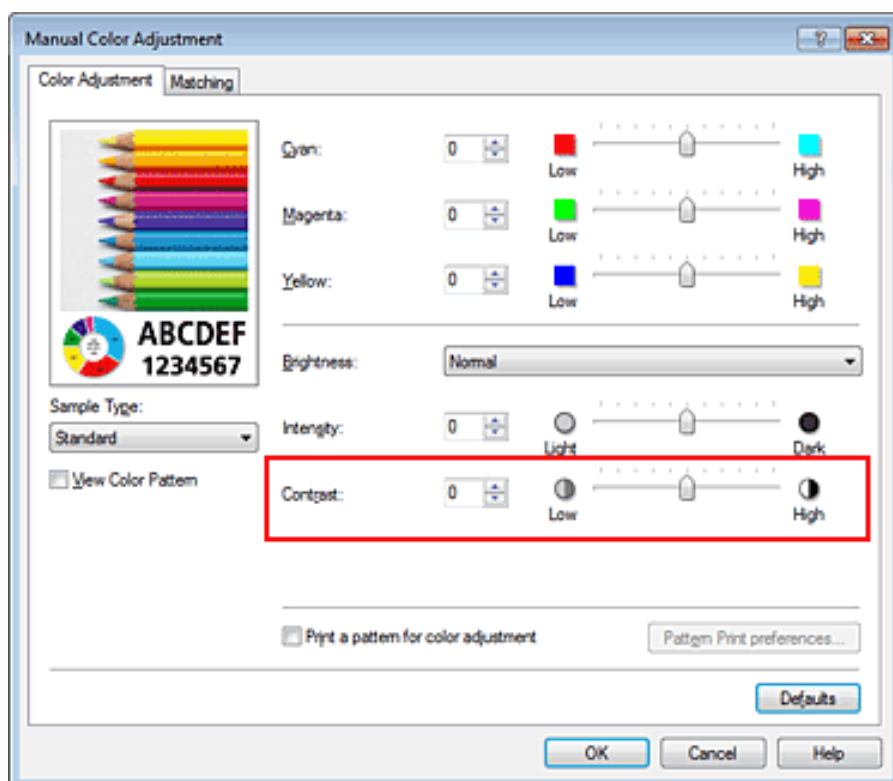 Manual Color Adjustment
Color Adjustment Matching
Cyan: 0 Low High
Magenta: 0 Low High
Yellow: 0 Low High
ABCDEF
1234567
Brightness: Normal
Sample Type:
Standard
Intensity: 0 Light Dark
View Color Pattern
Contrast: 0 Low High
Print a pattern for color adjustment Pattern Print preferences...
Defaults
OK Cancel Help